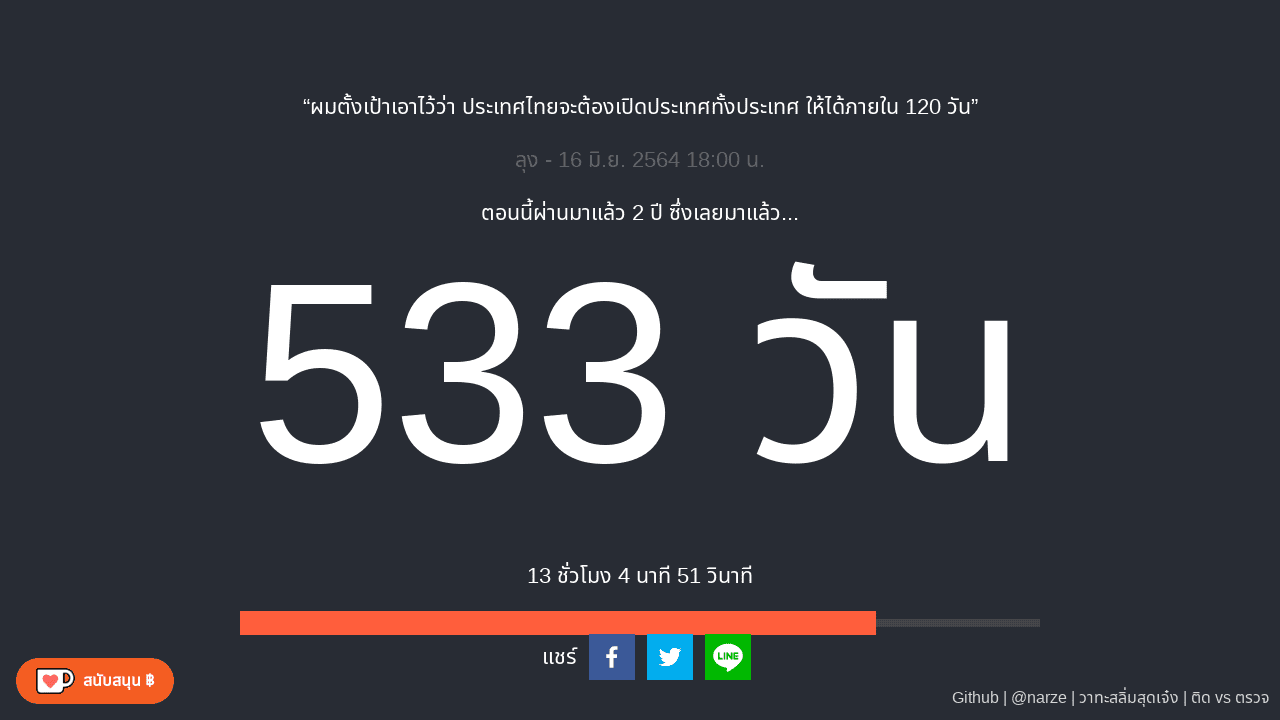 “ผมตั้งเป้าเอาไว้ว่า ประเทศไทยจะต้องเปิดประเทศทั้งประเทศ ให้ได้ภายใน 120 วัน”
ลุง - 16 มิ.ย. 2564 18:00 น.
ตอนนี้ผ่านมาแล้ว 2 ปี ซึ่งเลยมาแล้ว...
533 วัน
13 ชั่วโมง 4 นาที 51 วินาที
แชร์
LINE
สนับสนุน ฿
Github | @narze | วาทะสลิ่มสุดเจ๋ง | ติด vs ตรวจ